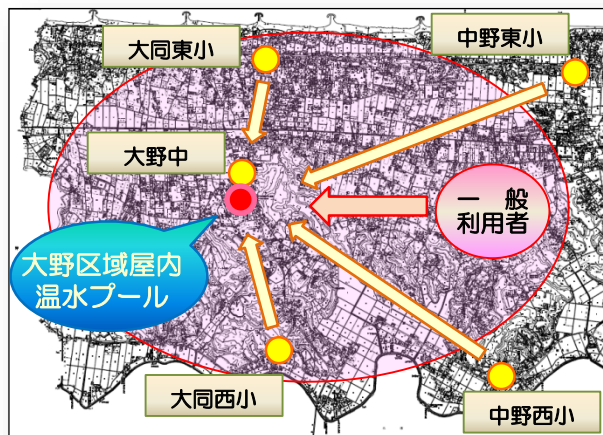 大同東小
中野東小
大野中
一 般
利用者
大野区域屋内
温水プール
大同西小
中野西小